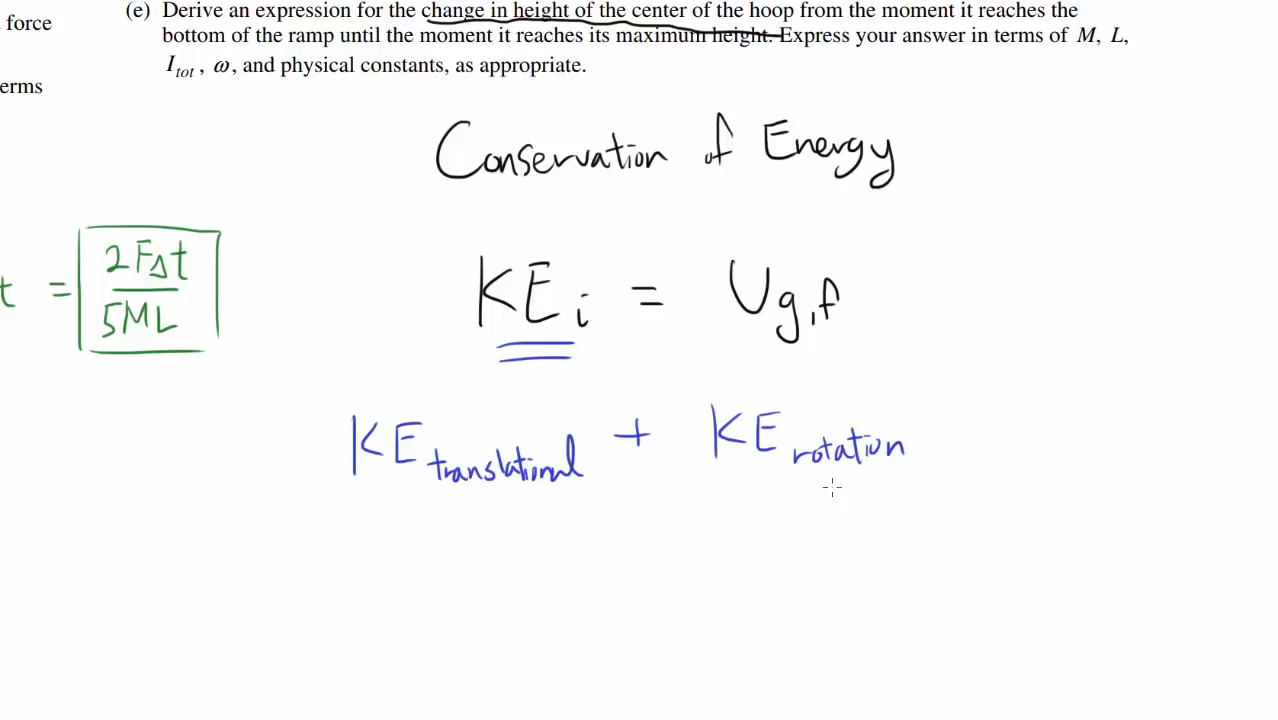 force
erms
(e) Derive an expression for the change in height of the center of the hoop from the moment it reaches the
bottom of the ramp until the moment it reaches its maximum height. Express your answer in terms of M, L,
I_tot, ω, and physical constants, as appropriate.
Conservation of Energy
t = 2F∆t / 5ML
KE_i = U_g,f
KE_translational + KE_rotation